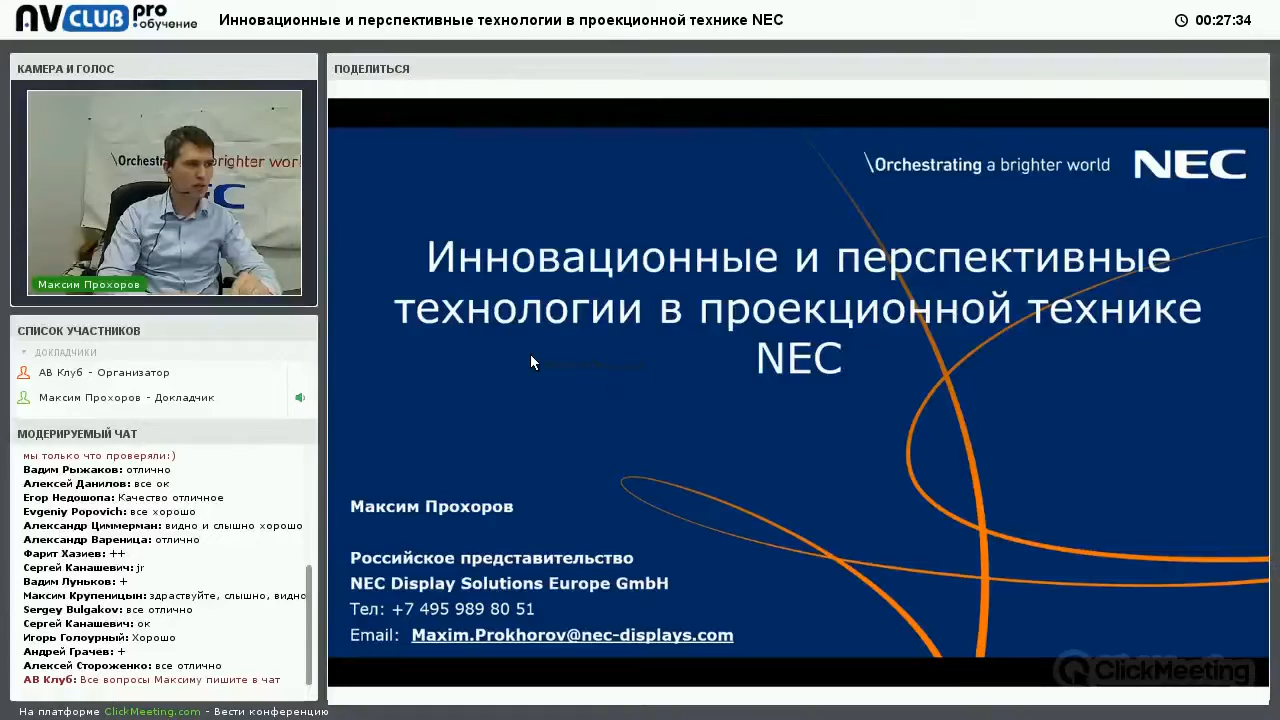 AV CLUB pro :обучение
Инновационные и перспективные технологии в проекционной технике NEC
00:27:34
КАМЕРА И ГОЛОС
\Orchestrating a brighter worl
Максим Прохоров
СПИСОК УЧАСТНИКОВ
ДОКЛАДЧИКИ
АВ Клуб - Организатор
Максим Прохоров - Докладчик
МОДЕРИРУЕМЫЙ ЧАТ
мы только что проверяли:)
Вадим Рыжаков: отлично
Алексей Данилов: все ок
Егор Недошопа: Качество отличное
Evgeniy Popovich: все хорошо
Александр Циммерман: видно и слышно хорошо
Александр Вареница: отлично
Фарит Хазиев: ++
Сергей Канашевич: jr
Вадим Луньков: +
Максим Крупеницын: здраствуйте, слышно, видно
Sergey Bulgakov: все отлично
Сергей Канашевич: ок
Игорь Голоурный: Хорошо
Андрей Грачев: +
Алексей Стороженко: все отлично
АВ Клуб: Все вопросы Максиму пишите в чат
На платформе ClickMeeting.com - Вести конференцию
ПОДЕЛИТЬСЯ
\Orchestrating a brighter world NEC
Инновационные и перспективные
технологии в проекционной технике
NEC
Максим Прохоров
Российское представительство
NEC Display Solutions Europe GmbH
Тел: +7 495 989 80 51
Email: Maxim.Prokhorov@nec-displays.com
ClickMeeting